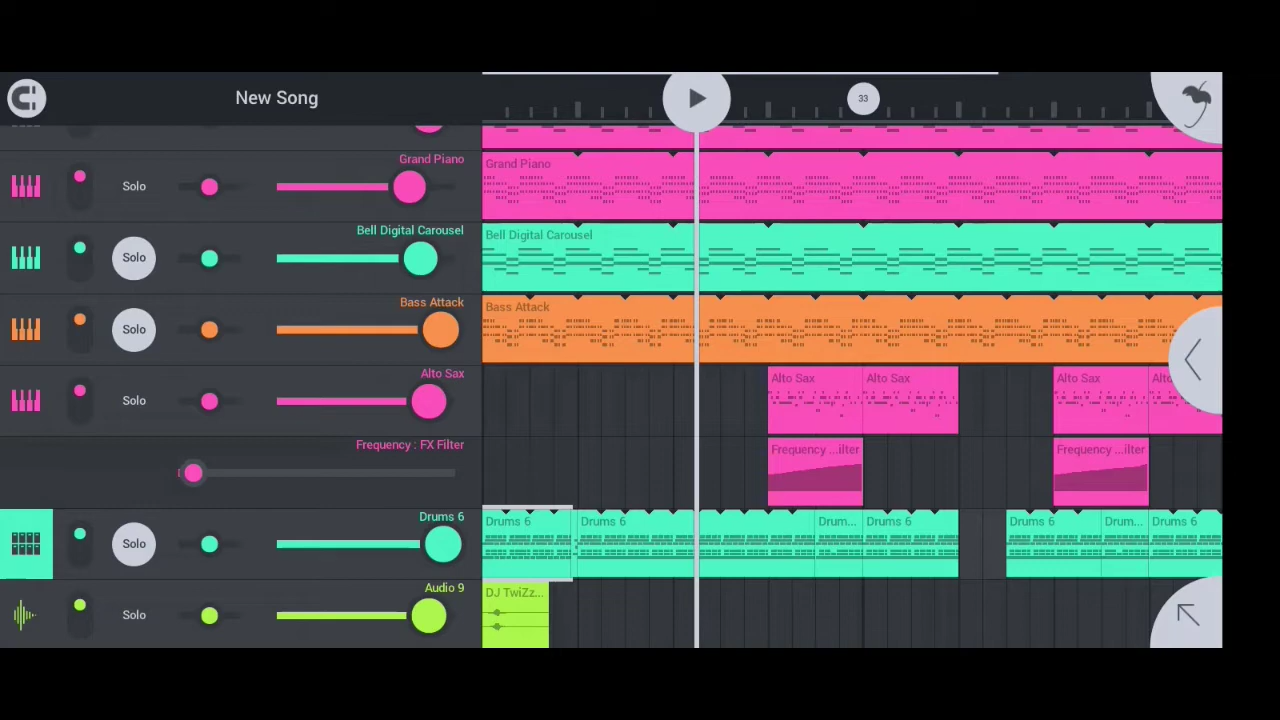 New Song
33
Grand Piano
Solo
Grand Piano
Bell Digital Carousel
Solo
Bell Digital Carousel
Bass Attack
Solo
Bass Attack
Alto Sax
Solo
Alto Sax
Alto Sax
Alto Sax
Alto
Frequency : FX Filter
Frequency ...ilter
Frequency ...ilter
Drums 6
Solo
Drums 6
Drums 6
Drum...
Drums 6
Drums 6
Drum...
Drums 6
Audio 9
Solo
DJ TwiZz...